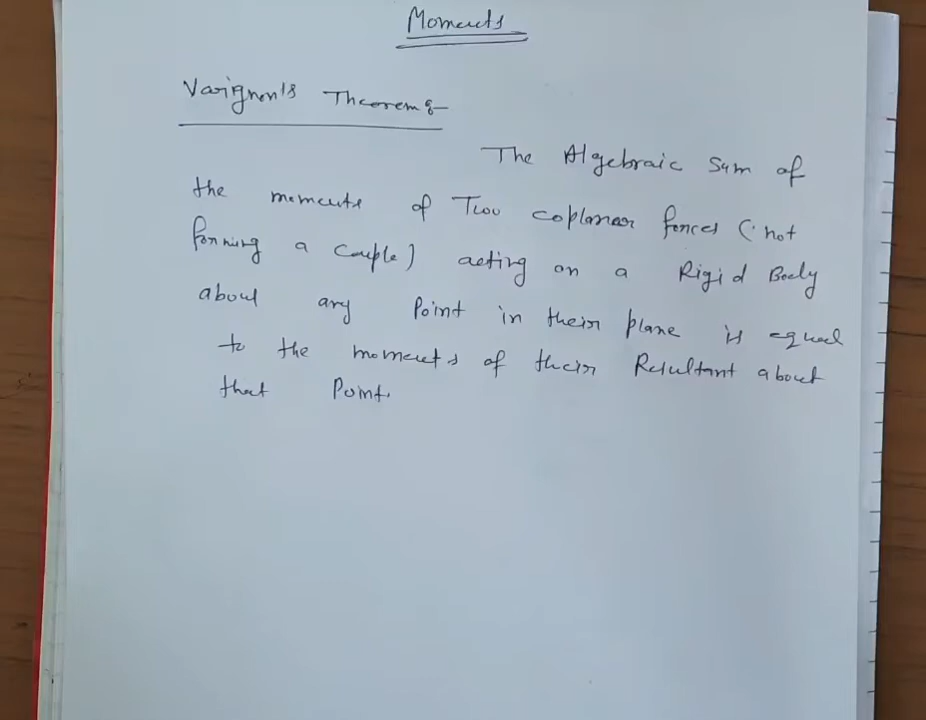 Moments
Varignon's Theorem :-
The Algebraic Sum of
the moments of Two coplanar forces ( not
forming a couple) acting on a Rigid Body
about any Point in their plane is equal
to the moments of their Resultant about
that Point.